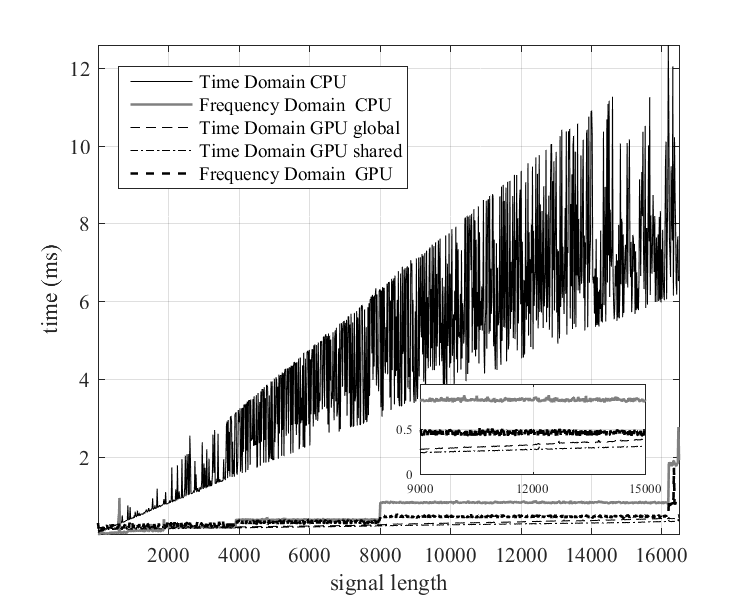 12
10
8
6
4
2
time (ms)
Time Domain CPU
Frequency Domain  CPU
Time Domain GPU global
Time Domain GPU shared
Frequency Domain  GPU
0.5
0
9000
12000
15000
2000
4000
6000
8000
10000
12000
14000
16000
signal length